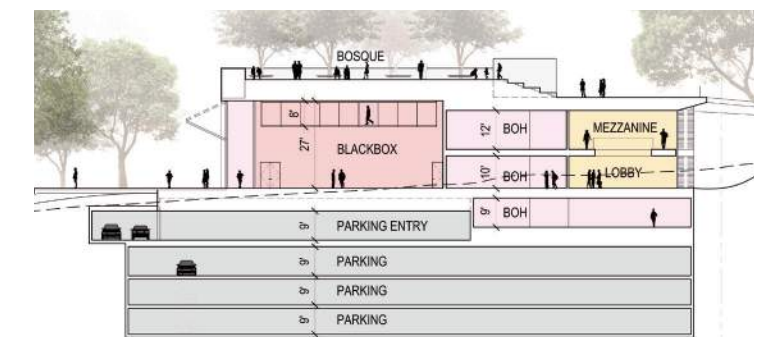 BOSQUE
8'
27'
BLACKBOX
12'
BOH
MEZZANINE
10'
BOH
LOBBY
9'
BOH
9'
PARKING ENTRY
9'
PARKING
9'
PARKING
9'
PARKING